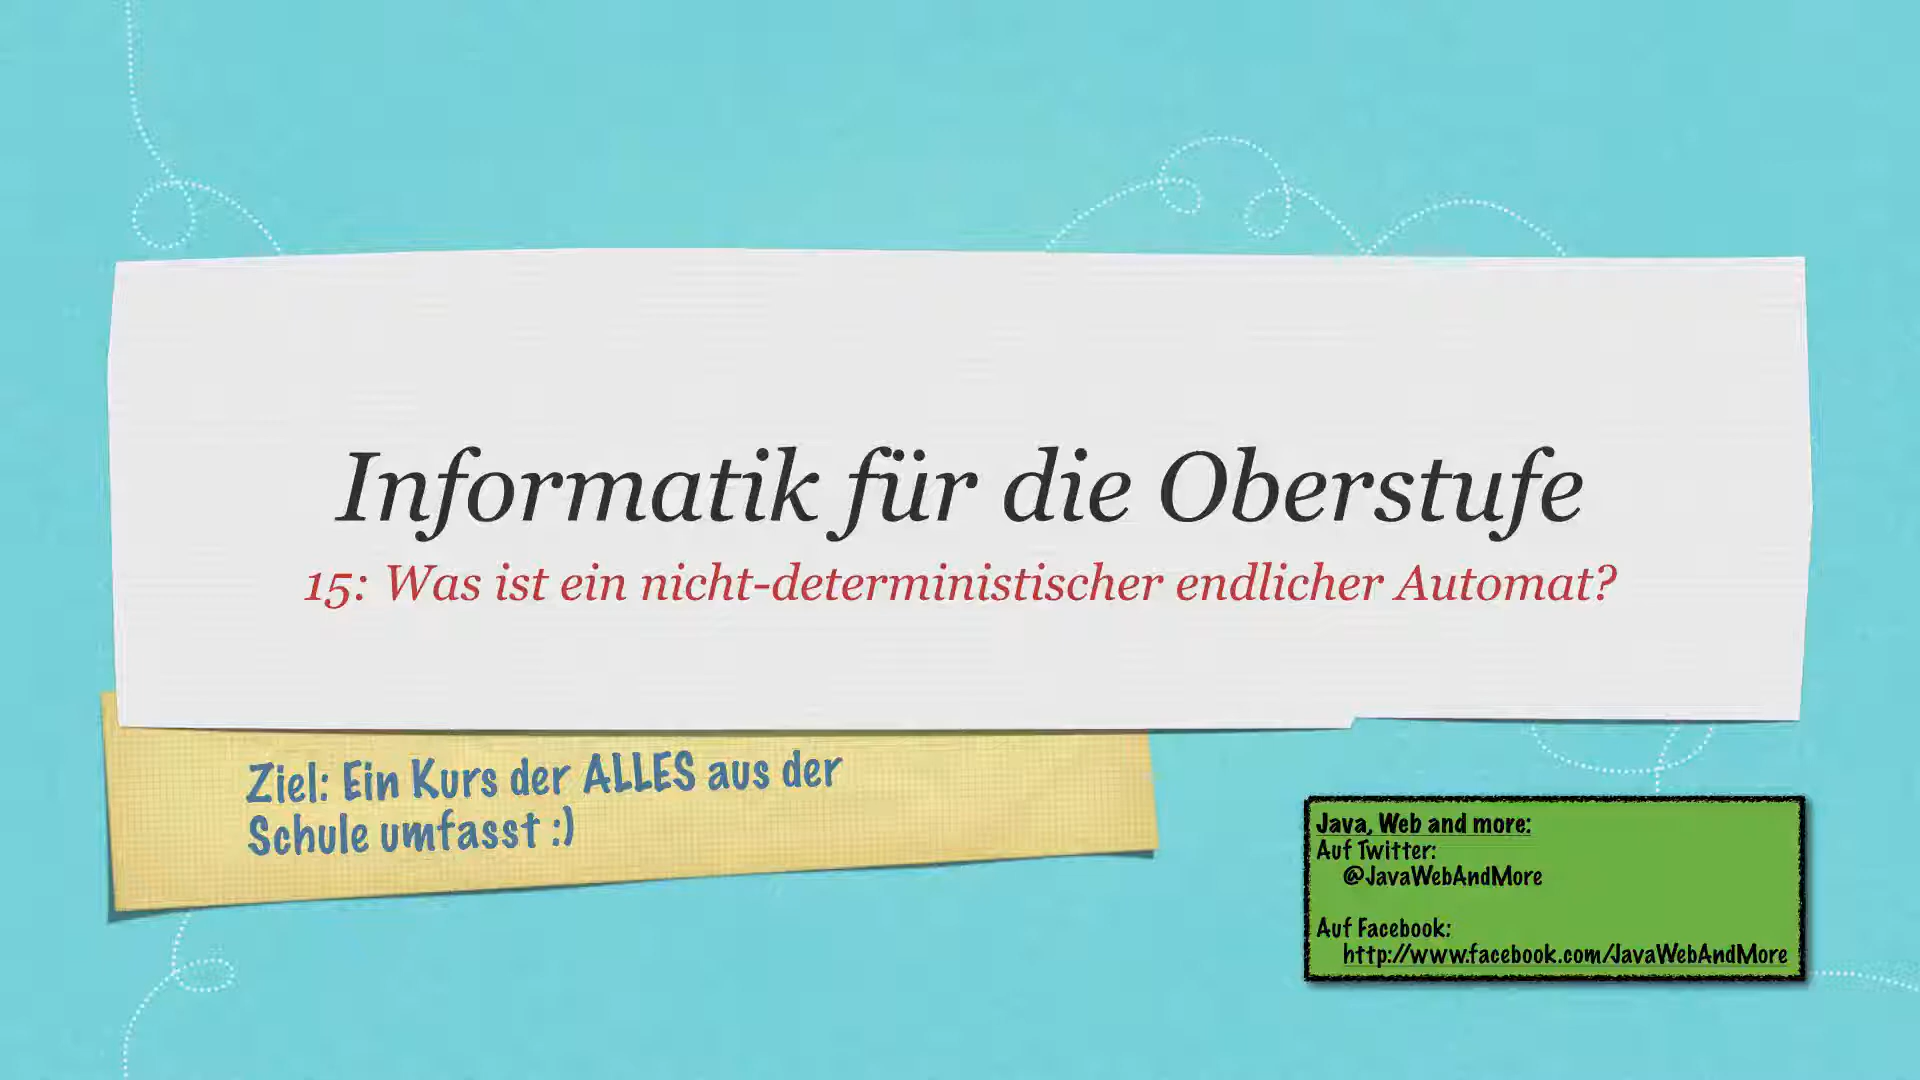 Informatik für die Oberstufe
15: Was ist ein nicht-deterministischer endlicher Automat?
Ziel: Ein Kurs der ALLES aus der
Schule umfasst :)
Java, Web and more:
Auf Twitter:
@JavaWebAndMore
Auf Facebook:
http://www.facebook.com/JavaWebAndMore